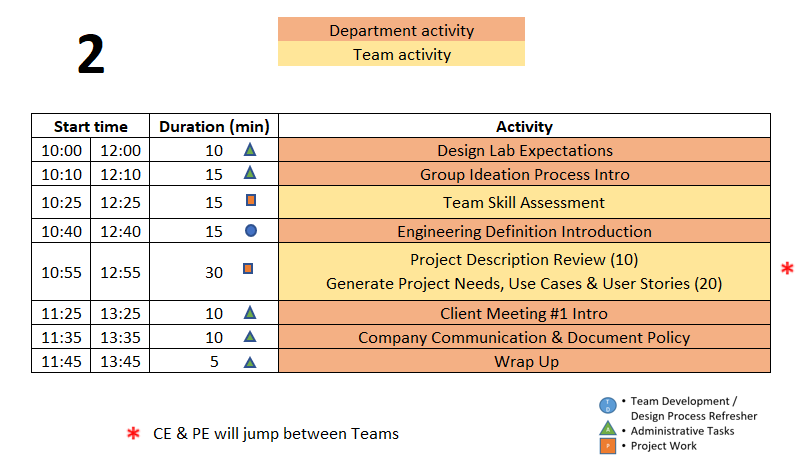 2
Department activity
Team activity
Start time Duration (min) Activity
10:00 12:00 10 Design Lab Expectations
10:10 12:10 15 Group Ideation Process Intro
10:25 12:25 15 Team Skill Assessment
10:40 12:40 15 Engineering Definition Introduction
10:55 12:55 30 Project Description Review (10)
Generate Project Needs, Use Cases & User Stories (20)
*
11:25 13:25 10 Client Meeting #1 Intro
11:35 13:35 10 Company Communication & Document Policy
11:45 13:45 5 Wrap Up
* CE & PE will jump between Teams
T D • Team Development /
Design Process Refresher
A • Administrative Tasks
P • Project Work